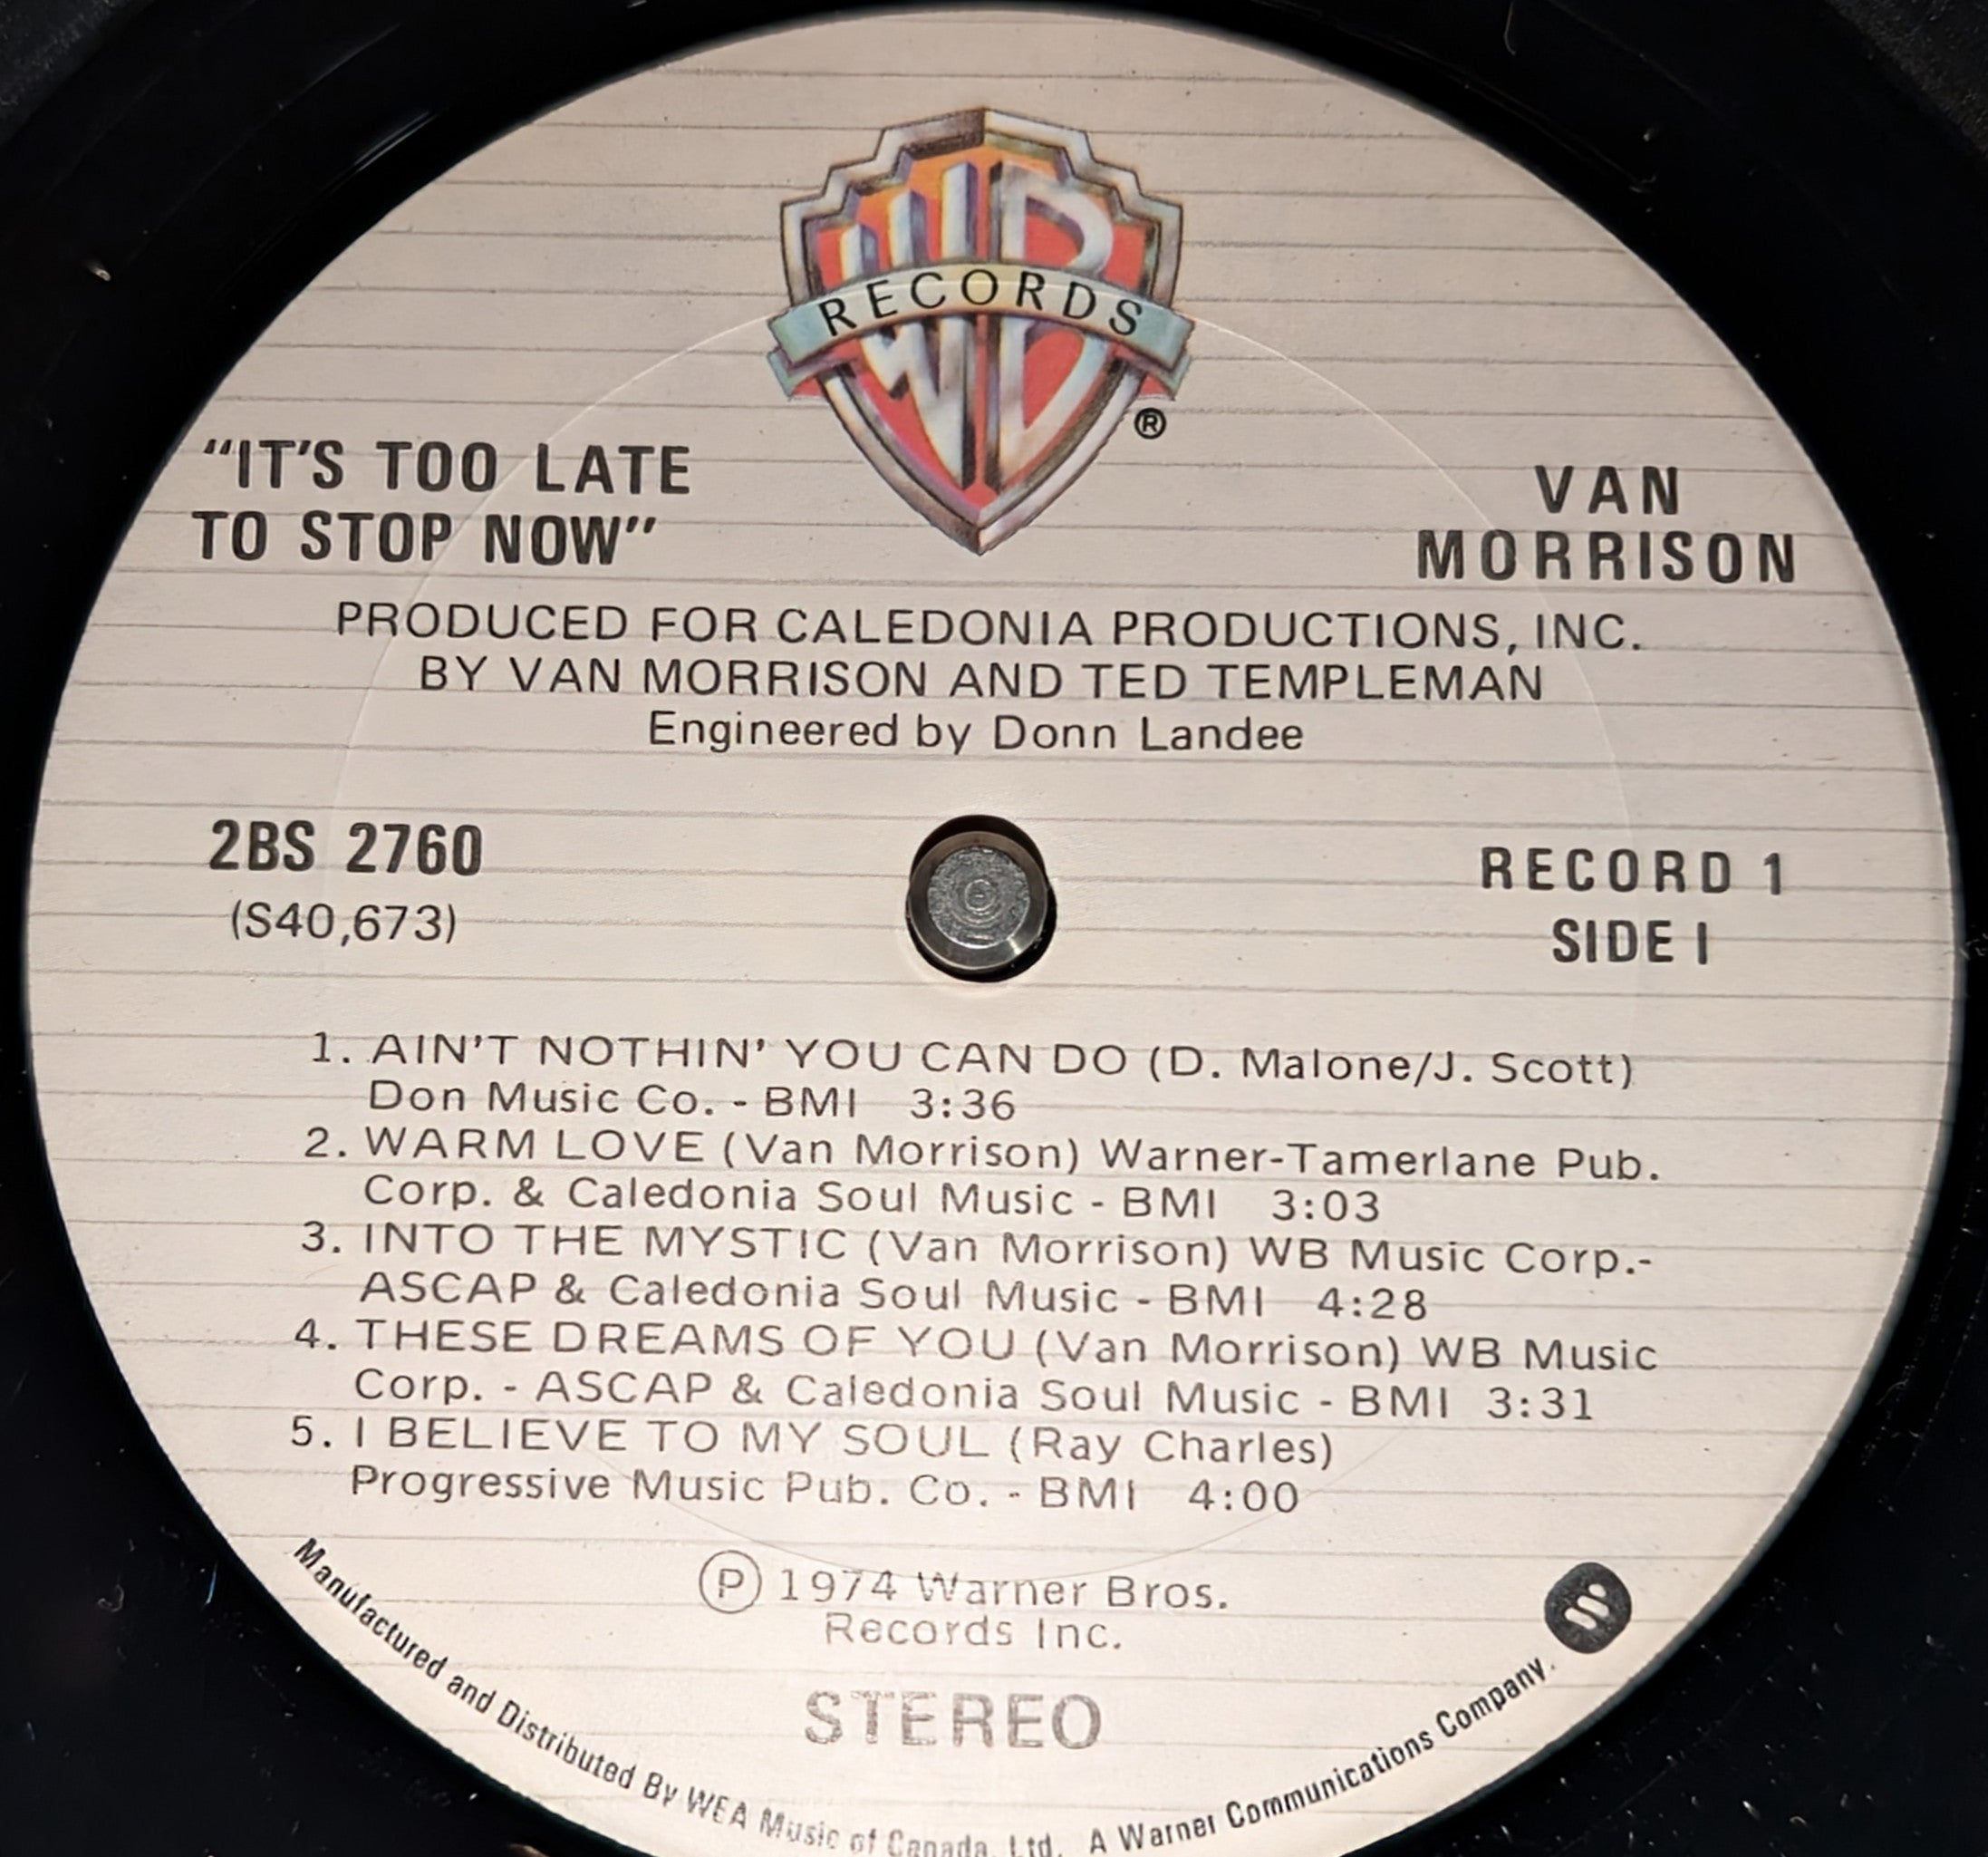 WB
RECORDS
®
"IT'S TOO LATE
TO STOP NOW"
VAN
MORRISON
PRODUCED FOR CALEDONIA PRODUCTIONS, INC.
BY VAN MORRISON AND TED TEMPLEMAN
Engineered by Donn Landee
2BS 2760
(S40,673)
RECORD 1
SIDE I
1. AIN'T NOTHIN' YOU CAN DO (D. Malone/J. Scott)
Don Music Co. - BMI 3:36
2. WARM LOVE (Van Morrison) Warner-Tamerlane Pub.
Corp. & Caledonia Soul Music - BMI 3:03
3. INTO THE MYSTIC (Van Morrison) WB Music Corp.-
ASCAP & Caledonia Soul Music - BMI 4:28
4. THESE DREAMS OF YOU (Van Morrison) WB Music
Corp. - ASCAP & Caledonia Soul Music - BMI 3:31
5. I BELIEVE TO MY SOUL (Ray Charles)
Progressive Music Pub. Co. - BMI 4:00
Ⓟ 1974 Warner Bros.
Records Inc.
STEREO
Manufactured and Distributed By WEA Music of Canada, Ltd. A Warner Communications Company.